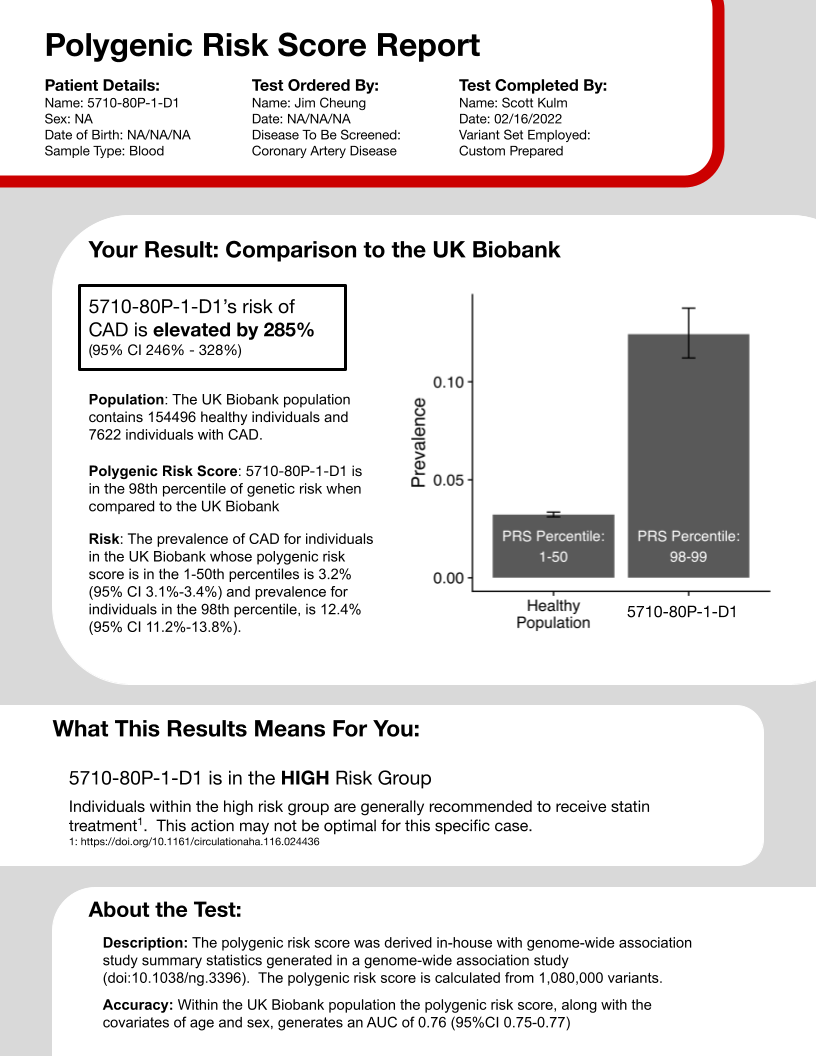 Polygenic Risk Score Report
Patient Details:
Name: 5710-80P-1-D1
Sex: NA
Date of Birth: NA/NA/NA
Sample Type: Blood
Test Ordered By:
Name: Jim Cheung
Date: NA/NA/NA
Disease To Be Screened:
Coronary Artery Disease
Test Completed By:
Name: Scott Kulm
Date: 02/16/2022
Variant Set Employed:
Custom Prepared
Your Result: Comparison to the UK Biobank
5710-80P-1-D1's risk of
CAD is elevated by 285%
(95% CI 246% - 328%)
Population: The UK Biobank population
contains 154496 healthy individuals and
7622 individuals with CAD.
Polygenic Risk Score: 5710-80P-1-D1 is
in the 98th percentile of genetic risk when
compared to the UK Biobank
Risk: The prevalence of CAD for individuals
in the UK Biobank whose polygenic risk
score is in the 1-50th percentiles is 3.2%
(95% CI 3.1%-3.4%) and prevalence for
individuals in the 98th percentile, is 12.4%
(95% CI 11.2%-13.8%).
Prevalence
0.10
0.05
0.00
PRS Percentile:
1-50
PRS Percentile:
98-99
Healthy
Population
5710-80P-1-D1
What This Results Means For You:
5710-80P-1-D1 is in the HIGH Risk Group
Individuals within the high risk group are generally recommended to receive statin
treatment1.  This action may not be optimal for this specific case.
1: https://doi.org/10.1161/circulationaha.116.024436
About the Test:
Description: The polygenic risk score was derived in-house with genome-wide association
study summary statistics generated in a genome-wide association study
(doi:10.1038/ng.3396).  The polygenic risk score is calculated from 1,080,000 variants.
Accuracy: Within the UK Biobank population the polygenic risk score, along with the
covariates of age and sex, generates an AUC of 0.76 (95%CI 0.75-0.77)